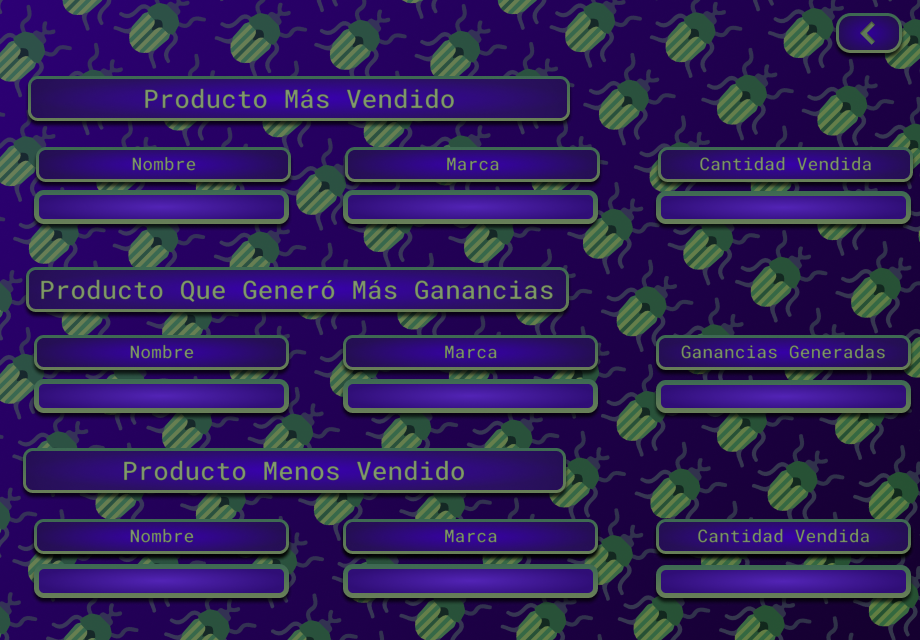 Producto Más Vendido
Nombre Marca Cantidad Vendida
Producto Que Generó Más Ganancias
Nombre Marca Ganancias Generadas
Producto Menos Vendido
Nombre Marca Cantidad Vendida